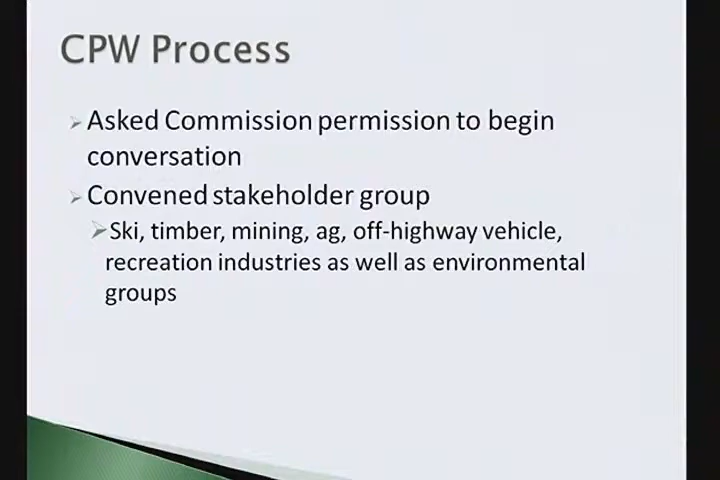 CPW Process
Asked Commission permission to begin
conversation
Convened stakeholder group
Ski, timber, mining, ag, off-highway vehicle,
recreation industries as well as environmental
groups